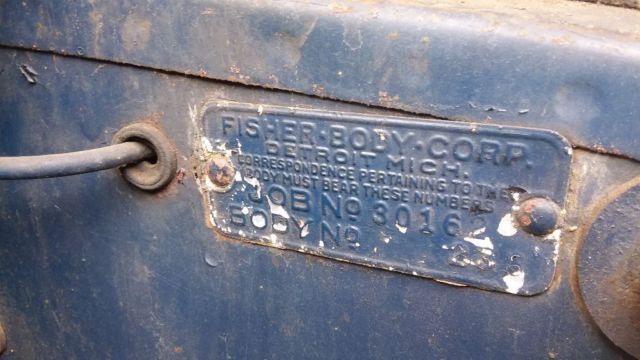 FISHER·BODY·CORP.
DETROIT MICH.
CORRESPONDENCE PERTAINING TO THE
BODY MUST BEAR THESE NUMBERS
JOB No 3016
BODY No